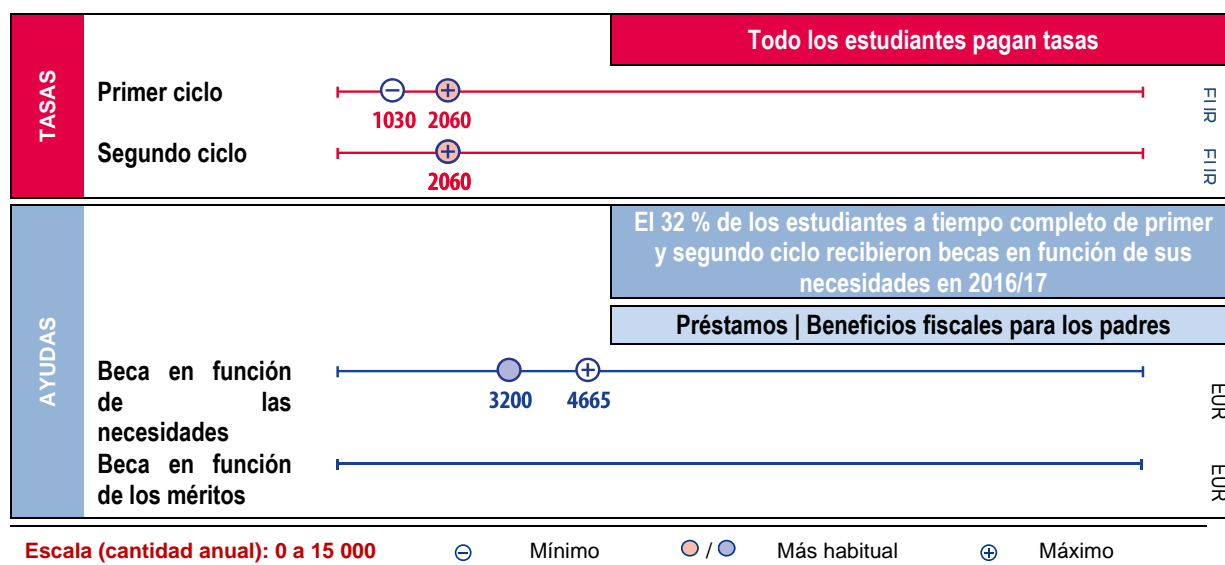 Todo los estudiantes pagan tasas
TASAS
Primer ciclo
1030 2060
EUR
Segundo ciclo
2060
EUR
El 32 % de los estudiantes a tiempo completo de primer
y segundo ciclo recibieron becas en función de sus
necesidades en 2016/17
Préstamos | Beneficios fiscales para los padres
AYUDAS
Beca en función
de las
necesidades
3200 4665
EUR
Beca en función
de los méritos
EUR
Escala (cantidad anual): 0 a 15 000 Mínimo / Más habitual Máximo